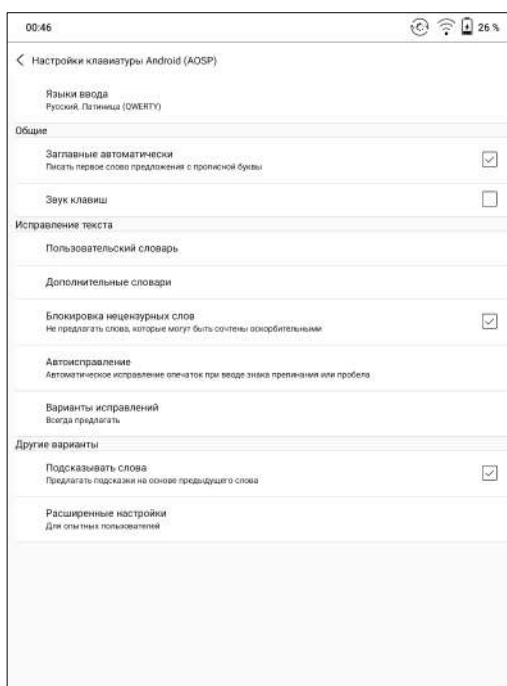 00:46 26 %
Настройки клавиатуры Android (AOSP)
Языки ввода
Русский, Латиница (QWERTY)
Общие
Заглавные автоматически
Писать первое слово предложения с прописной буквы
Звук клавиш
Исправление текста
Пользовательский словарь
Дополнительные словари
Блокировка нецензурных слов
Не предлагать слова, которые могут быть сочтены оскорбительными
Автоисправление
Автоматическое исправление опечаток при вводе знака препинания или пробела
Варианты исправлений
Всегда предлагать
Другие варианты
Подсказывать слова
Предлагать подсказки на основе предыдущего слова
Расширенные настройки
Для опытных пользователей